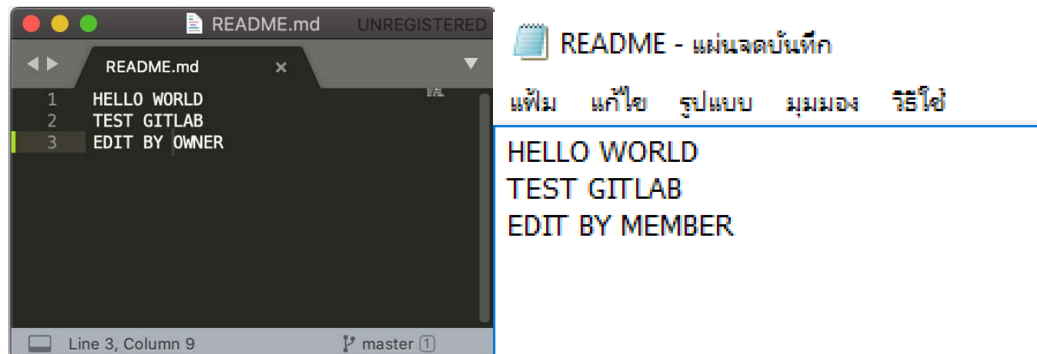 README.md
UNREGISTERED
README.md
1 HELLO WORLD
2 TEST GITLAB
3 EDIT BY OWNER
Line 3, Column 9
master 1
README - แผ่นจดบันทึก
แฟ้ม แก้ไข รูปแบบ มุมมอง วิธีใช้
HELLO WORLD
TEST GITLAB
EDIT BY MEMBER